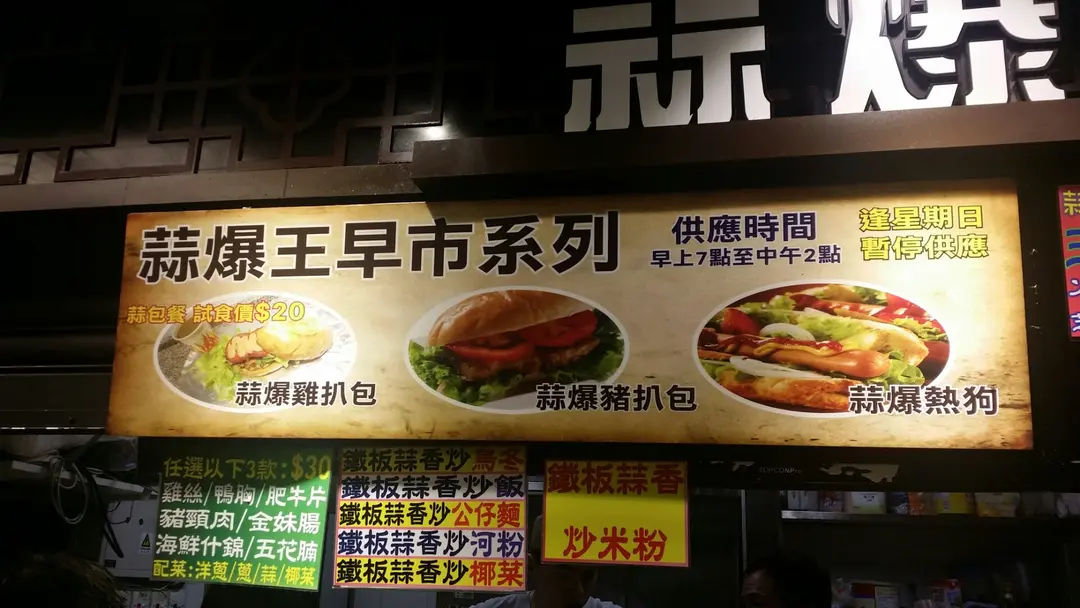 蒜爆
蒜爆王早市系列
供應時間
早上7點至中午2點
逢星期日
暫停供應
蒜包餐 試食價$20
蒜爆雞扒包
蒜爆豬扒包
蒜爆熱狗
任選以下3款:$30
雞絲/鴨胸/肥牛片
豬頸肉/金妹腸
海鮮什錦/五花腩
配菜:洋蔥/蔥/蒜/椰菜
鐵板蒜香炒烏冬
鐵板蒜香炒飯
鐵板蒜香炒公仔麵
鐵板蒜香炒河粉
鐵板蒜香炒椰菜
鐵板蒜香
炒米粉